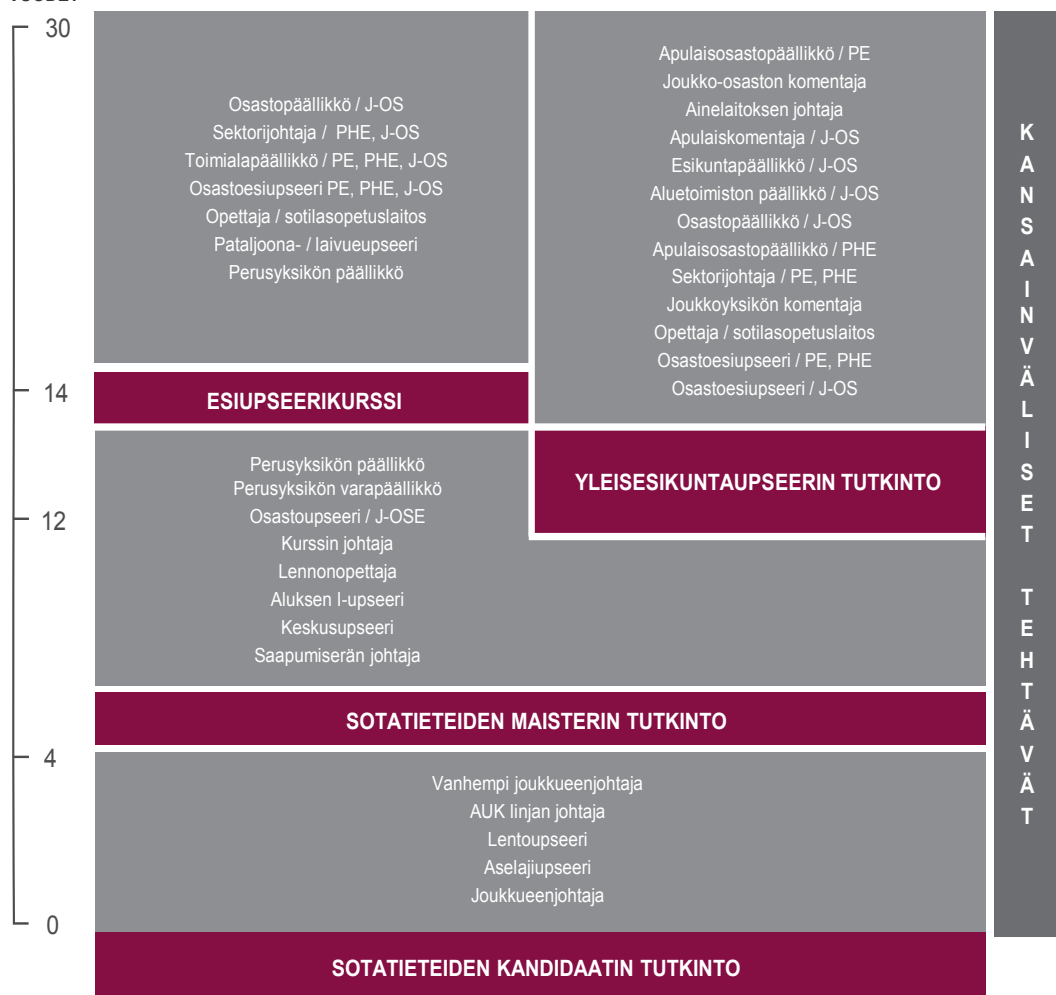 30
Osastopäällikkö / J-OS
Sektorijohtaja / PHE, J-OS
Toimialapäällikkö / PE, PHE, J-OS
Osastoesiupseeri PE, PHE, J-OS
Opettaja / sotilasopetuslaitos
Pataljoona- / laivueupseeri
Perusyksikön päällikkö
Apulaisosastopäällikkö / PE
Joukko-osaston komentaja
Ainelaitoksen johtaja
Apulaiskomentaja / J-OS
Esikuntapäällikkö / J-OS
Aluetoimiston päällikkö / J-OS
Osastopäällikkö / J-OS
Apulaisosastopäällikkö / PHE
Sektorijohtaja / PE, PHE
Joukkoyksikön komentaja
Opettaja / sotilasopetuslaitos
Osastoesiupseeri / PE, PHE
Osastoesiupseeri / J-OS
14
ESIUPSEERIKURSSI
YLEISESIKUNTAUPSEERIN TUTKINTO
12
Perusyksikön päällikkö
Perusyksikön varapäällikkö
Osastoupseeri / J-OSE
Kurssin johtaja
Lennonopettaja
Aluksen I-upseeri
Keskusupseeri
Saapumiserän johtaja
SOTATIETEIDEN MAISTERIN TUTKINTO
4
Vanhempi joukkueenjohtaja
AUK linjan johtaja
Lentoupseeri
Aselajiupseeri
Joukkueenjohtaja
0
SOTATIETEIDEN KANDIDAATIN TUTKINTO
KANSAINVÄLISET TEHTÄVÄT